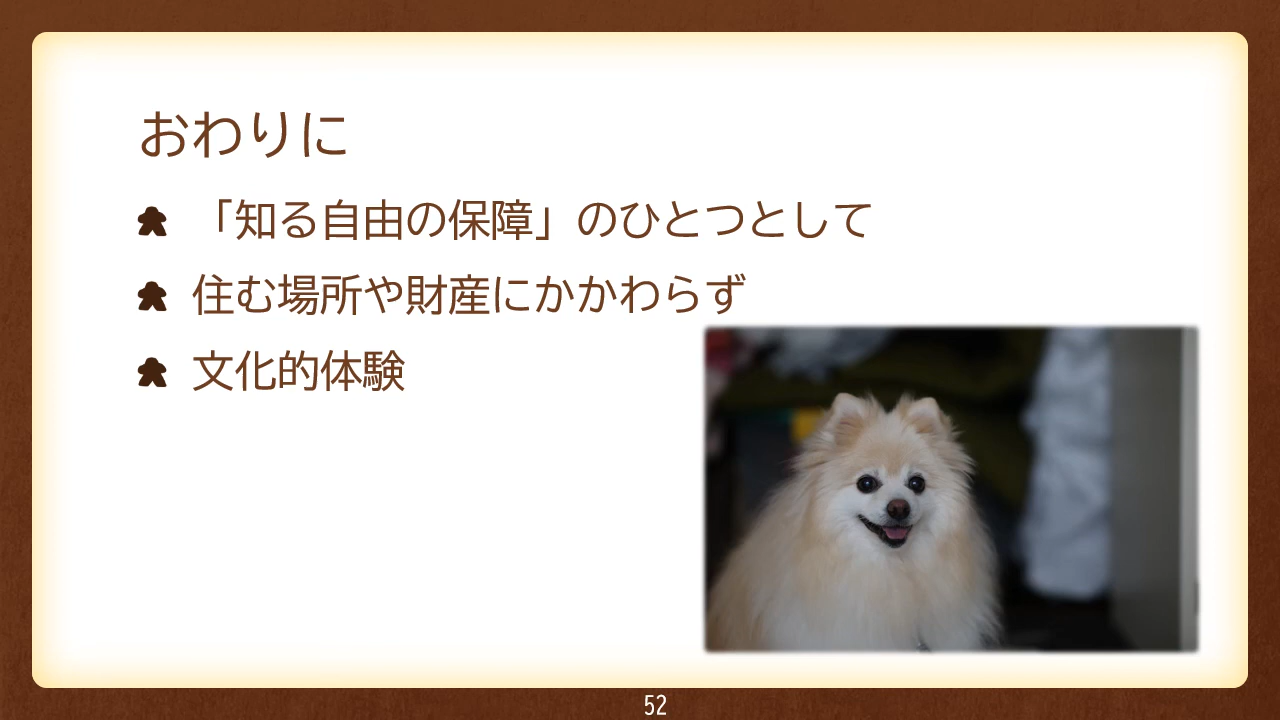 おわりに
「知る自由の保障」のひとつとして
住む場所や財産にかかわらず
文化的体験
52